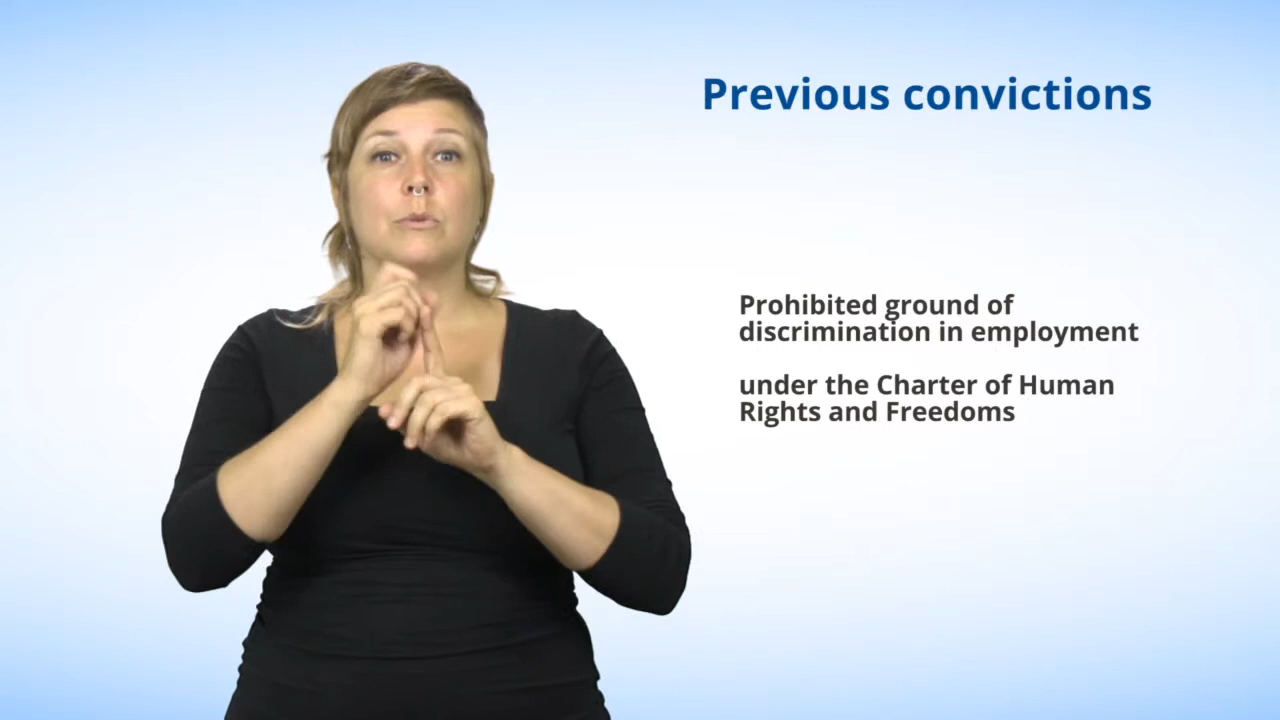 Previous convictions
Prohibited ground of
discrimination in employment
under the Charter of Human
Rights and Freedoms